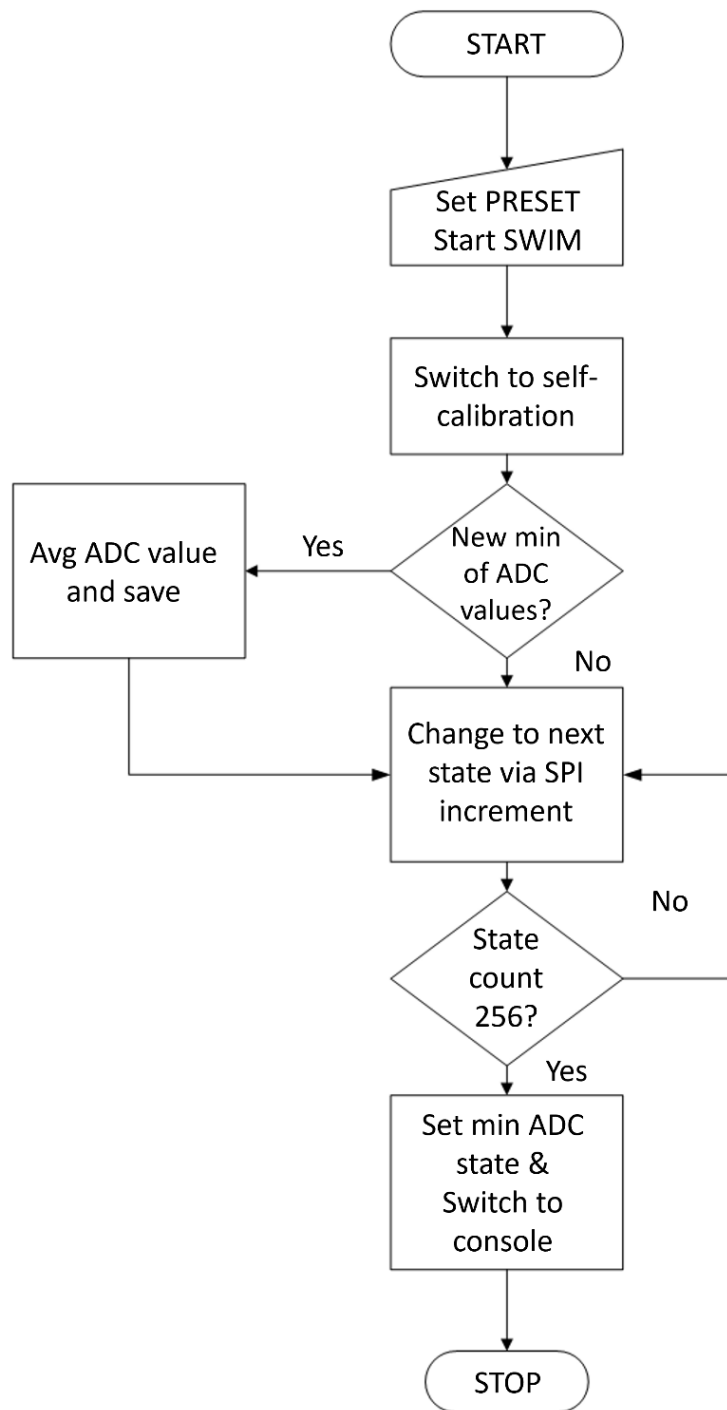 START
Set PRESET
Start SWIM
Switch to self-
calibration
New min
of ADC
values?
Yes
Avg ADC value
and save
No
Change to next
state via SPI
increment
State
count
256?
No
Yes
Set min ADC
state &
Switch to
console
STOP